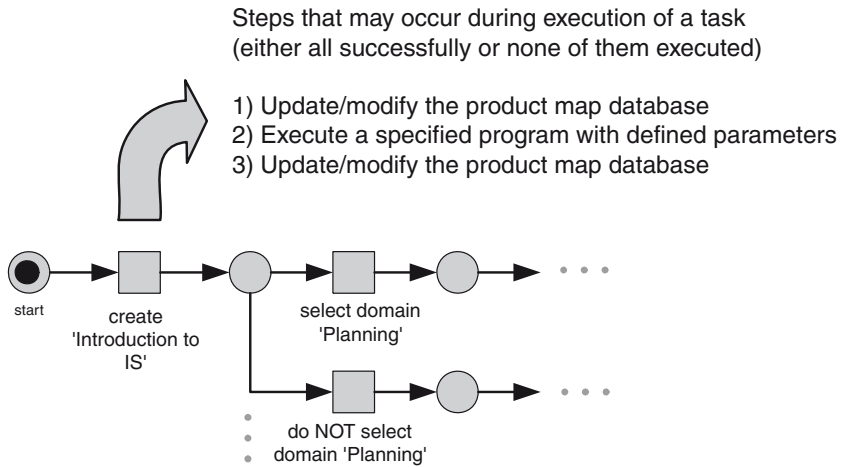 Steps that may occur during execution of a task
(either all successfully or none of them executed)
1) Update/modify the product map database
2) Execute a specified program with defined parameters
3) Update/modify the product map database
start
create
'Introduction to
IS'
select domain
'Planning'
do NOT select
domain 'Planning'